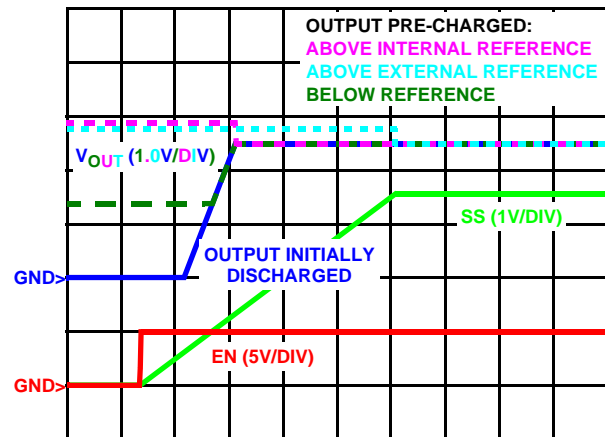 OUTPUT PRE-CHARGED:
ABOVE INTERNAL REFERENCE
ABOVE EXTERNAL REFERENCE
BELOW REFERENCE
VOUT (1.0V/DIV)
SS (1V/DIV)
OUTPUT INITIALLY
DISCHARGED
GND>
EN (5V/DIV)
GND>